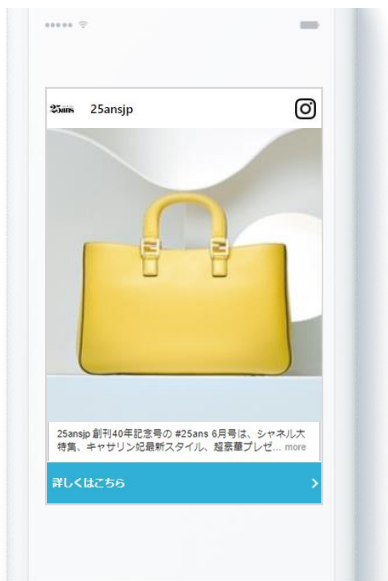 25ans 25ansjp
25ansjp 創刊40年記念号の #25ans 6月号は、シャネル大
特集、キャサリン妃最新スタイル、超豪華プレゼ... more
詳しくはこちら